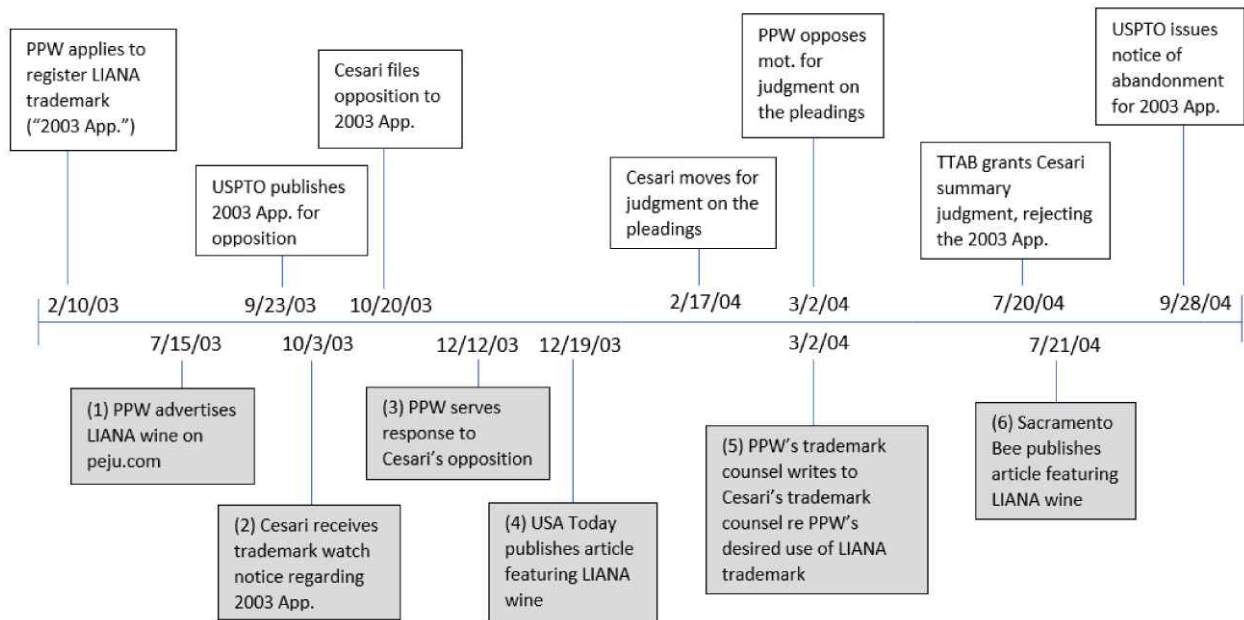 PPW applies to
register LIANA
trademark
(“2003 App.”)
USPTO publishes
2003 App. for
opposition
Cesari files
opposition to
2003 App.
Cesari moves for
judgment on the
pleadings
PPW opposes
mot. for
judgment on
the pleadings
TTAB grants Cesari
summary
judgment, rejecting
the 2003 App.
USPTO issues
notice of
abandonment
for 2003 App.
2/10/03
9/23/03
10/20/03
2/17/04
3/2/04
7/20/04
9/28/04
7/15/03
10/3/03
12/12/03
12/19/03
3/2/04
7/21/04
(1) PPW advertises
LIANA wine on
peju.com
(2) Cesari receives
trademark watch
notice regarding
2003 App.
(3) PPW serves
response to
Cesari’s opposition
(4) USA Today
publishes article
featuring LIANA
wine
(5) PPW’s trademark
counsel writes to
Cesari’s trademark
counsel re PPW’s
desired use of LIANA
trademark
(6) Sacramento
Bee publishes
article featuring
LIANA wine